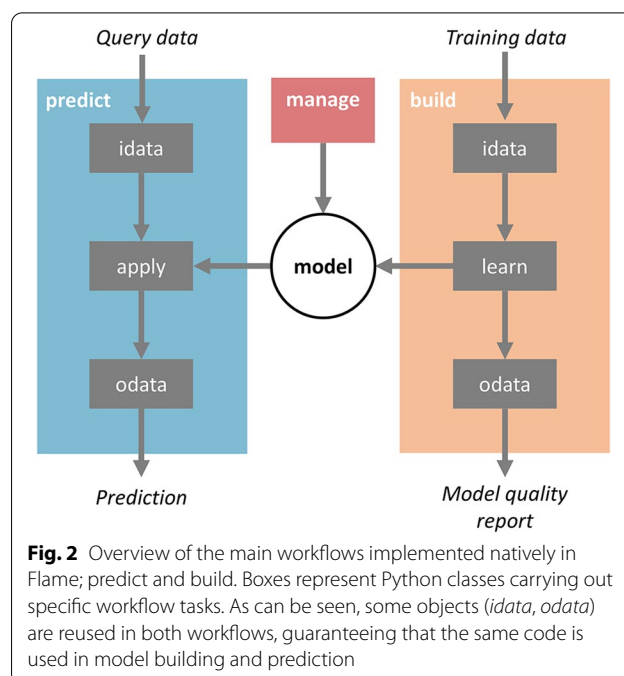 Query data
Training data
predict
manage
build
idata
idata
apply
model
learn
odata
odata
Prediction
Model quality
report
Fig. 2 Overview of the main workflows implemented natively in
Flame; predict and build. Boxes represent Python classes carrying out
specific workflow tasks. As can be seen, some objects (idata, odata)
are reused in both workflows, guaranteeing that the same code is
used in model building and prediction